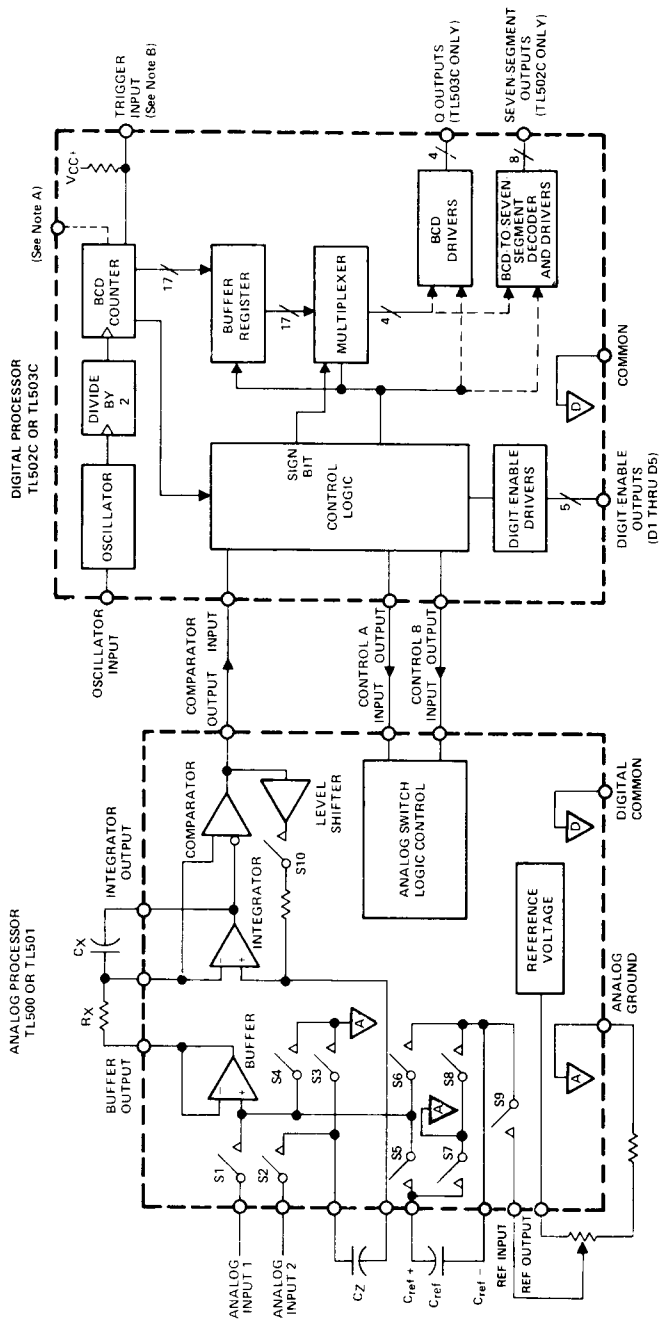 ANALOG PROCESSOR
TL500 OR TL501
DIGITAL PROCESSOR
TL502C OR TL503C
BUFFER
OUTPUT
RX
CX
INTEGRATOR
OUTPUT
ANALOG
INPUT 1
ANALOG
INPUT 2
CZ
Cref +
Cref
Cref −
REF INPUT
REF OUTPUT
S1
S2
BUFFER
-
+
S4
S3
A
S5
S6
A
S7
S8
S9
INTEGRATOR
-
+
COMPARATOR
S10
LEVEL
SHIFTER
ANALOG SWITCH
LOGIC CONTROL
REFERENCE
VOLTAGE
A
ANALOG
GROUND
D
DIGITAL
COMMON
COMPARATOR
OUTPUT INPUT
CONTROL A
INPUT OUTPUT
CONTROL B
INPUT OUTPUT
OSCILLATOR
INPUT
OSCILLATOR
DIVIDE
BY
2
BCD
COUNTER
(See Note A)
VCC+
TRIGGER
INPUT
(See Note B)
17
BUFFER
REGISTER
17
MULTIPLEXER
4
SIGN
BIT
CONTROL
LOGIC
BCD
DRIVERS
4
Q OUTPUTS
(TL503C ONLY)
BCD-TO SEVEN-
SEGMENT
DECODER
AND DRIVERS
8
SEVEN-SEGMENT
OUTPUTS
(TL502C ONLY)
DIGIT-ENABLE
DRIVERS
5
DIGIT-ENABLE
OUTPUTS
(D1 THRU D5)
D
COMMON